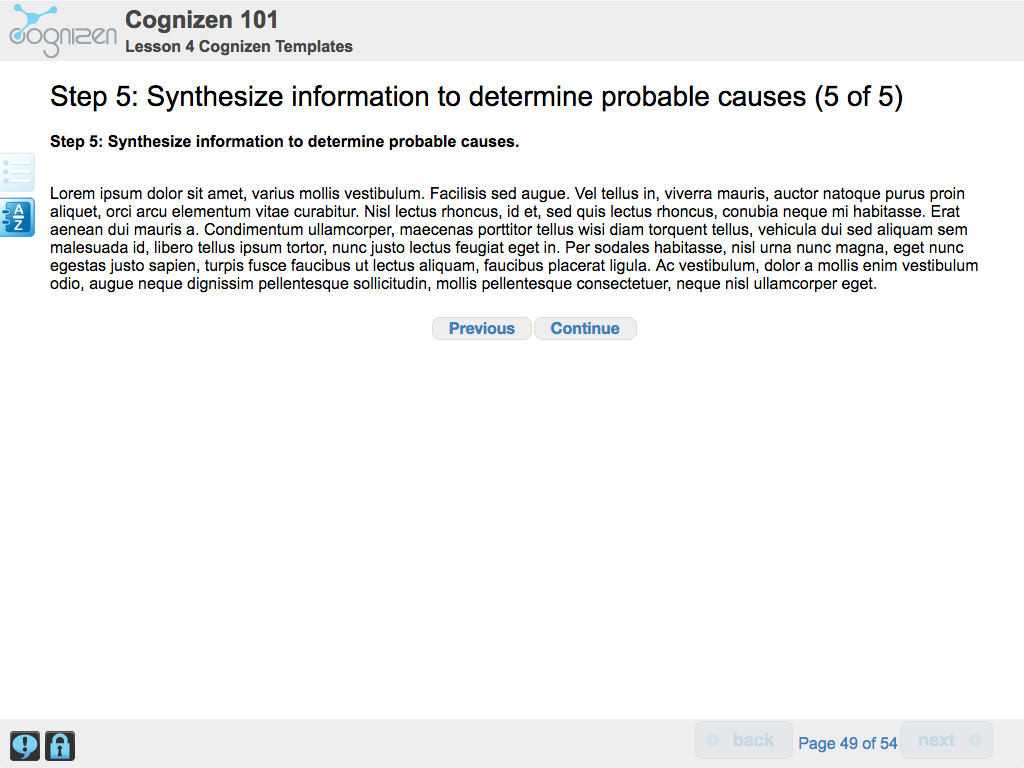 cognizen
Cognizen 101
Lesson 4 Cognizen Templates
Step 5: Synthesize information to determine probable causes (5 of 5)
Step 5: Synthesize information to determine probable causes.
Lorem ipsum dolor sit amet, varius mollis vestibulum. Facilisis sed augue. Vel tellus in, viverra mauris, auctor natoque purus proin
aliquet, orci arcu elementum vitae curabitur. Nisl lectus rhoncus, id et, sed quis lectus rhoncus, conubia neque mi habitasse. Erat
aenean dui mauris a. Condimentum ullamcorper, maecenas porttitor tellus wisi diam torquent tellus, vehicula dui sed aliquam sem
malesuada id, libero tellus ipsum tortor, nunc justo lectus feugiat eget in. Per sodales habitasse, nisl urna nunc magna, eget nunc
egestas justo sapien, turpis fusce faucibus ut lectus aliquam, faucibus placerat ligula. Ac vestibulum, dolor a mollis enim vestibulum
odio, augue neque dignissim pellentesque sollicitudin, mollis pellentesque consectetuer, neque nisl ullamcorper eget.
A
Z
Previous Continue
back Page 49 of 54 next